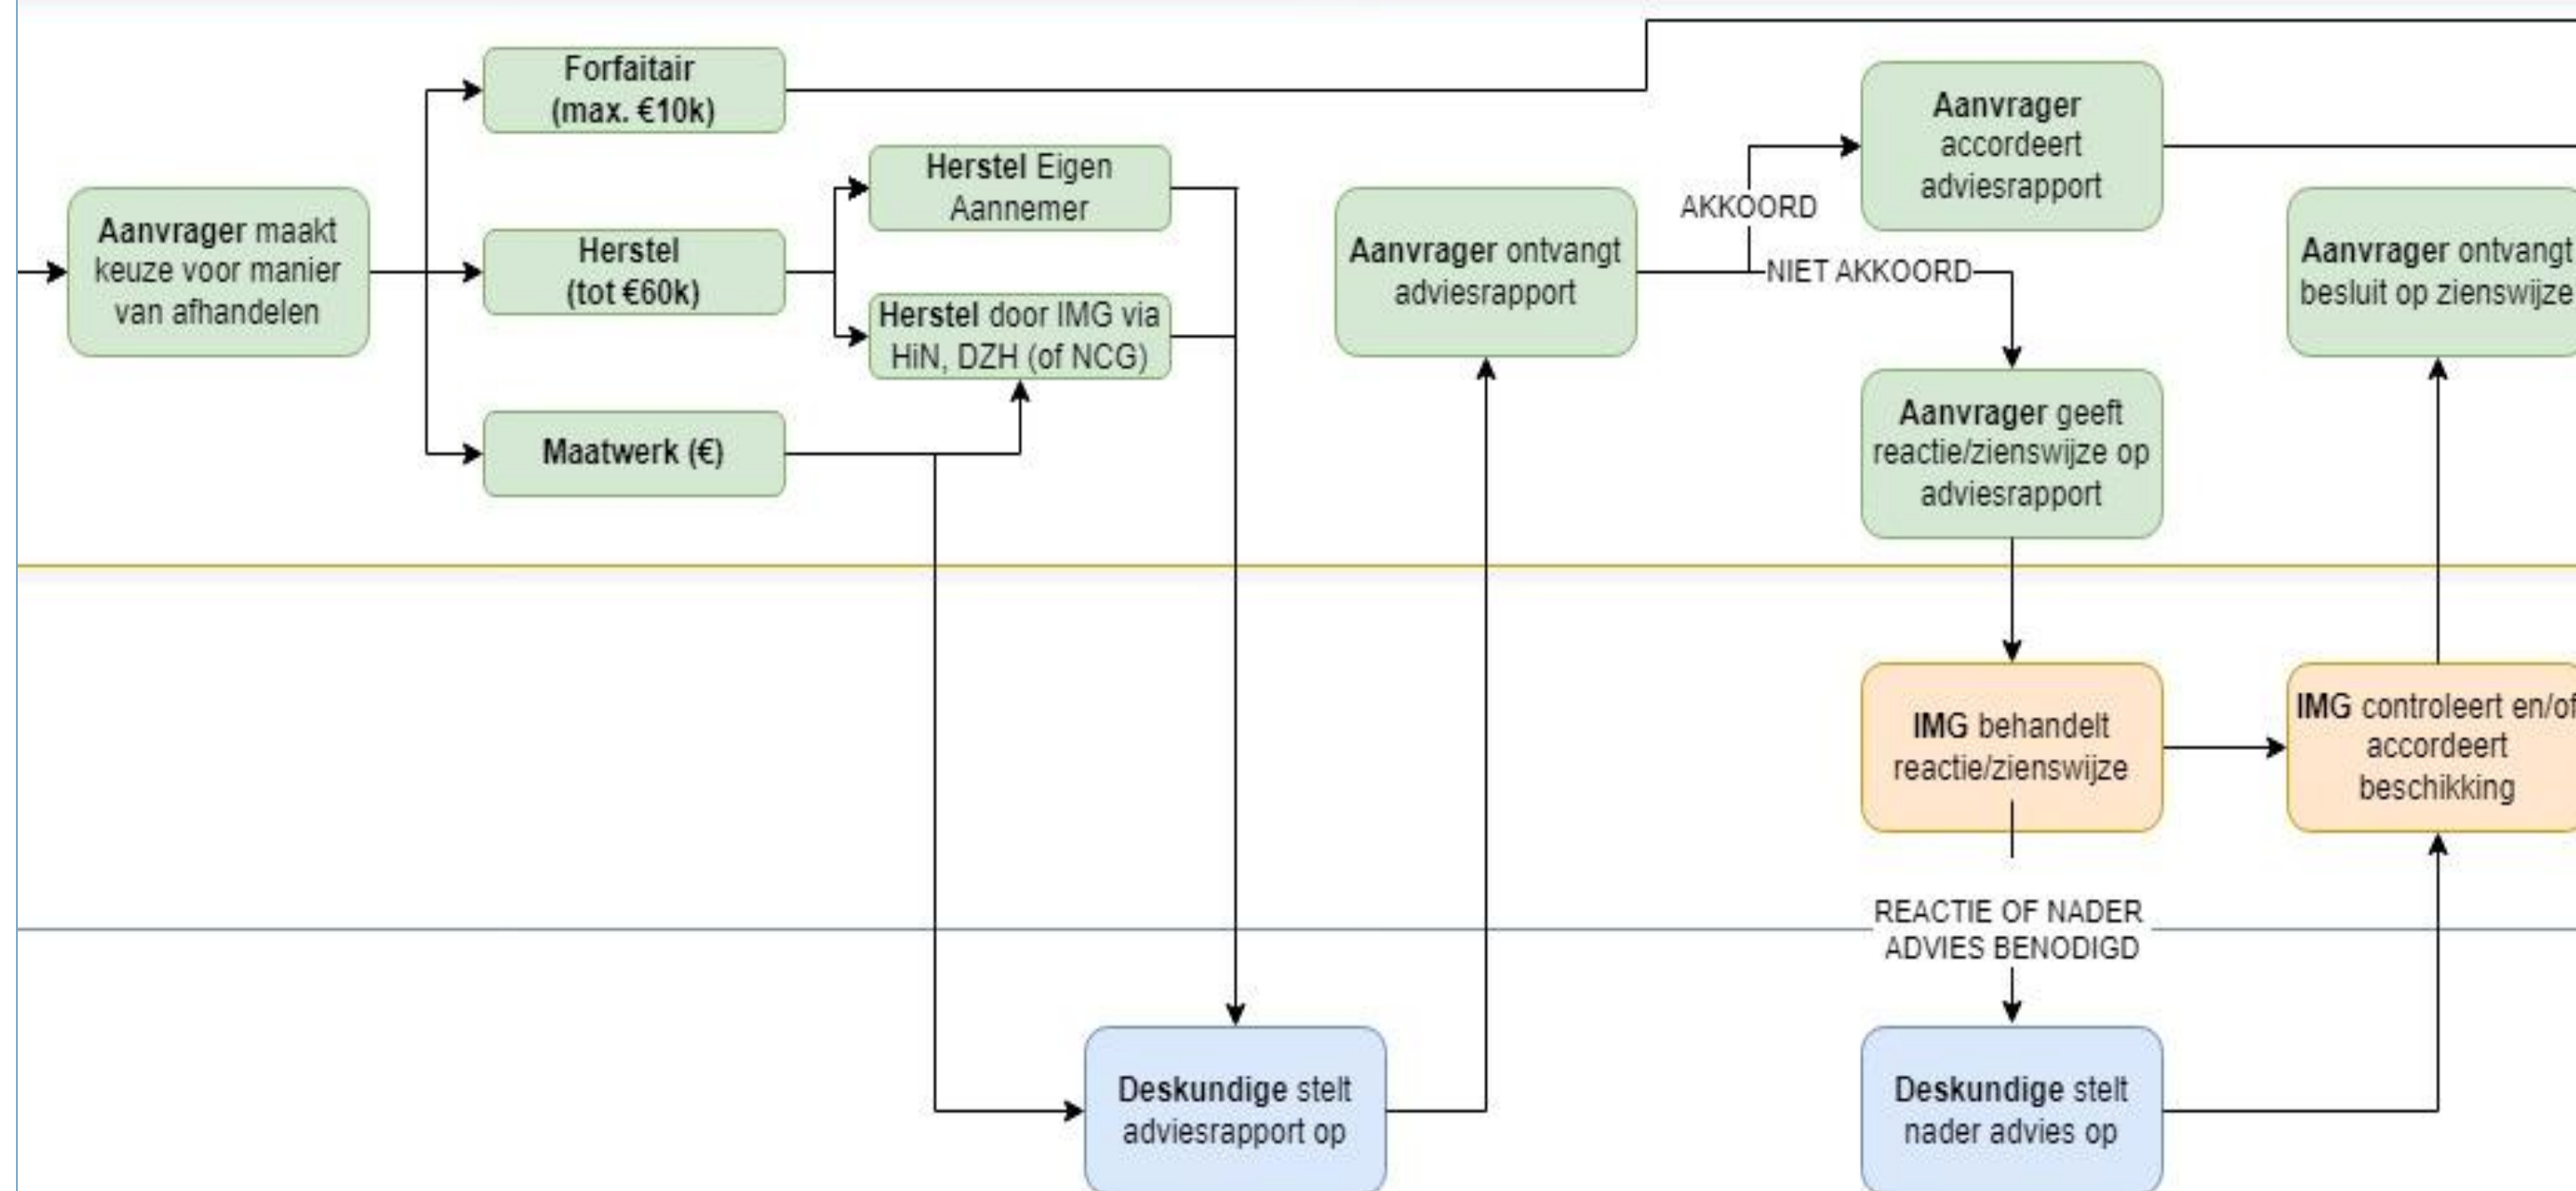 Forfaitair
(max. €10k)
Aanvrager maakt
keuze voor manier
van afhandelen
Herstel
(tot €60k)
Maatwerk (€)
Herstel Eigen
Aannemer
Herstel door IMG via
HiN, DZH (of NCG)
Aanvrager ontvangt
adviesrapport
AKKOORD
NIET AKKOORD
Aanvrager
accordeert
adviesrapport
Aanvrager geeft
reactie/zienswijze op
adviesrapport
Aanvrager ontvangt
besluit op zienswijze
IMG behandelt
reactie/zienswijze
IMG controleert en/of
accordeert
beschikking
REACTIE OF NADER
ADVIES BENODIGD
Deskundige stelt
adviesrapport op
Deskundige stelt
nader advies op